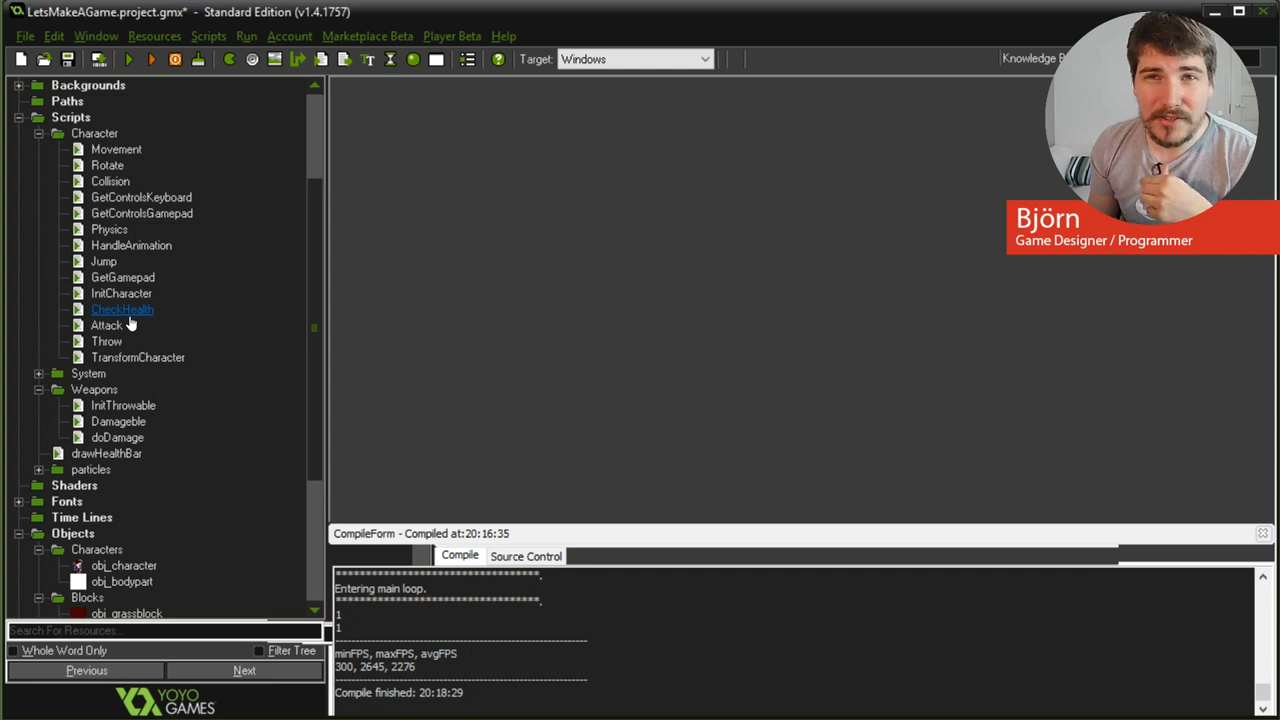 LetsMakeAGame.project.gmx* - Standard Edition (v1.4.1757)
File Edit Window Resources Scripts Run Account Marketplace Beta Player Beta Help
Target: Windows
Björn
Game Designer / Programmer
Backgrounds
Paths
Scripts
Character
Movement
Rotate
Collision
GetControlsKeyboard
GetControlsGamepad
Physics
HandleAnimation
Jump
GetGamepad
InitCharacter
CheckHealth
Attack
Throw
TransformCharacter
System
Weapons
InitThrowable
Damageable
doDamage
drawHealthBar
particles
Shaders
Fonts
Time Lines
Objects
Characters
obj_character
obj_bodypart
Blocks
obj_grassblock
Search For Resources...
Whole Word Only Filter Tree
Previous Next
YOYO
GAMES
CompileForm - Compiled at:20:16:35
Compile Source Control
***********************************.
Entering main loop.
***********************************.
1
1
minFPS, maxFPS, avgFPS
300, 2645, 2276
Compile finished: 20:18:29